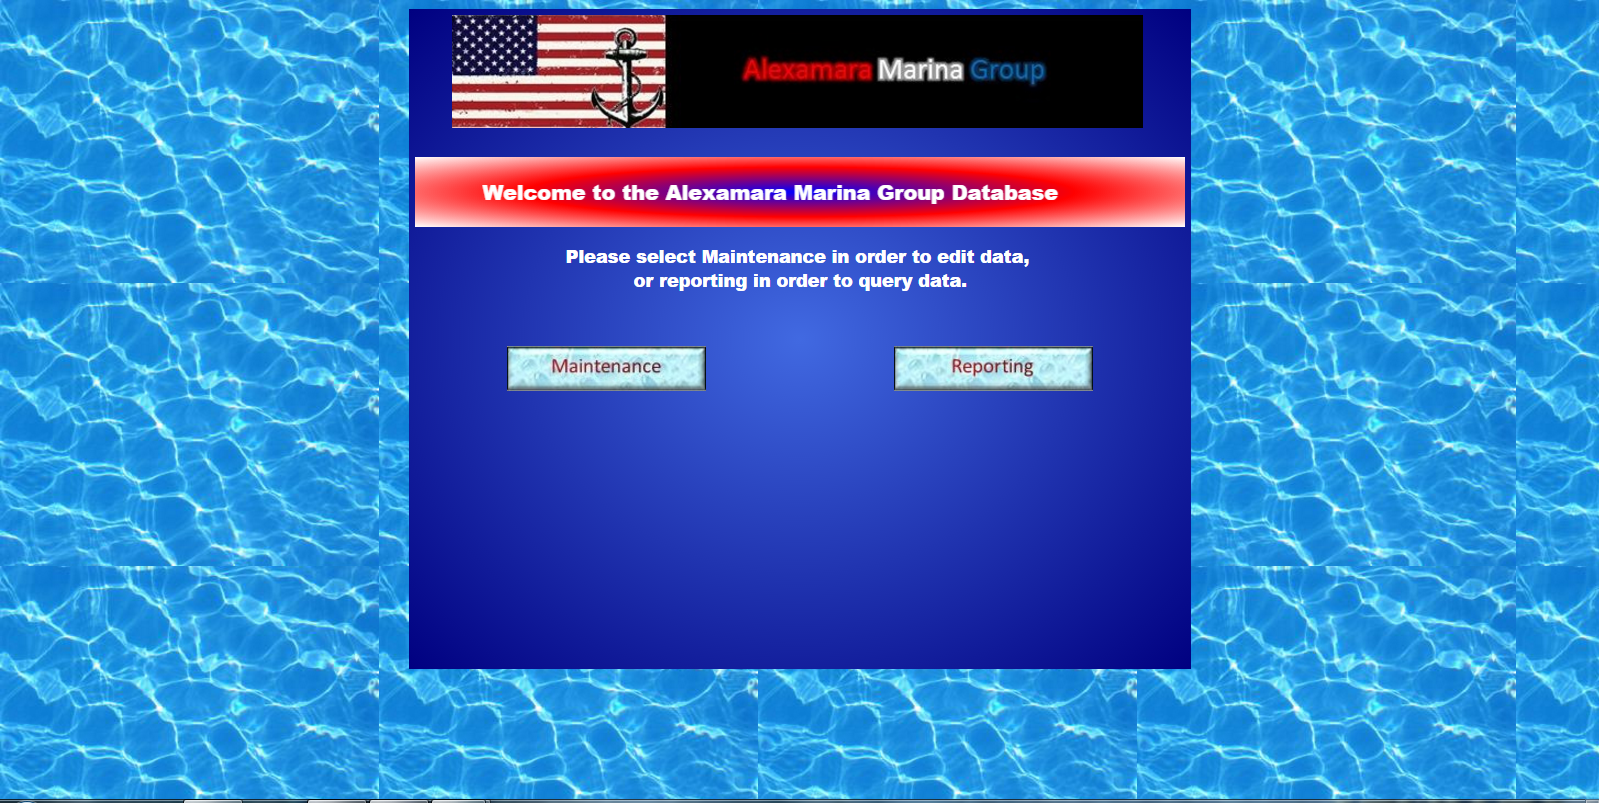 Alexamara Marina Group
Welcome to the Alexamara Marina Group Database
Please select Maintenance in order to edit data,
or reporting in order to query data.
Maintenance
Reporting